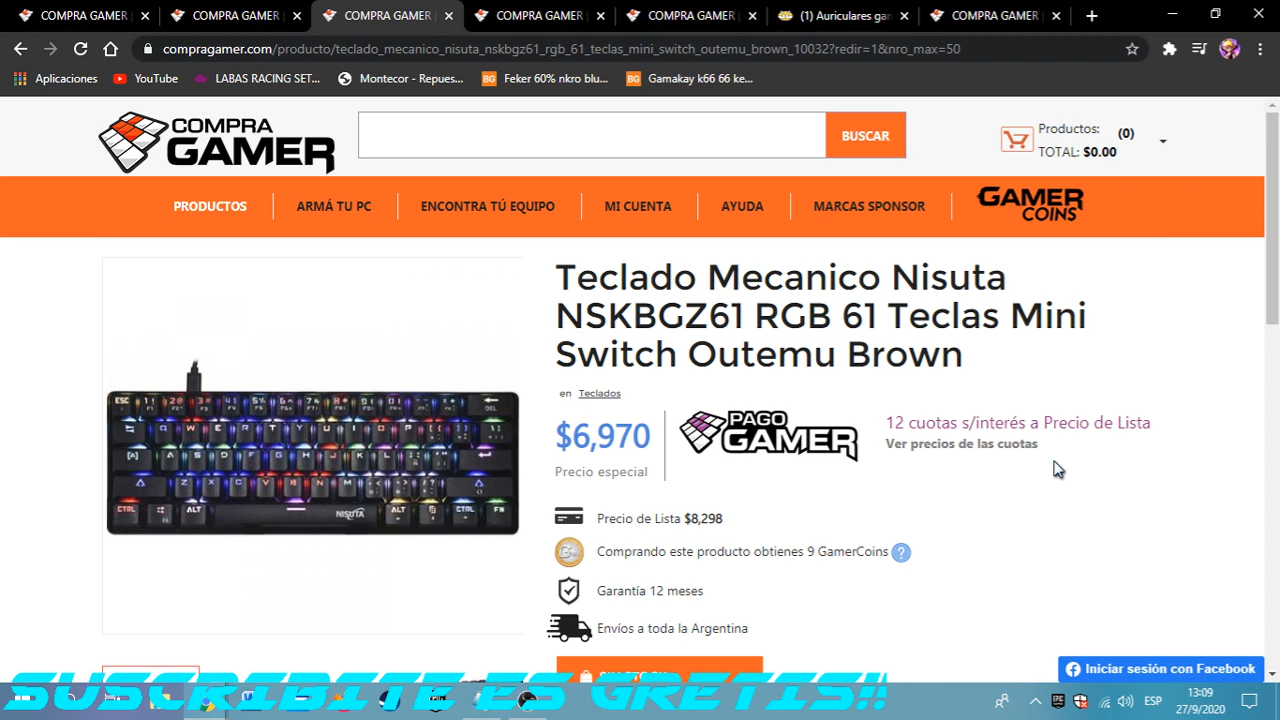 COMPRA GAMER
COMPRA GAMER
COMPRA GAMER
COMPRA GAMER
COMPRA GAMER
(1) Auriculares gam
COMPRA GAMER
compragamer.com/producto/teclado_mecanico_nisuta_nskbgz61_rgb_61_teclas_mini_switch_outemu_brown_10032?redir=1&nro_max=50
Aplicaciones
YouTube
LABAS RACING SET...
Montecor - Repues...
Feker 60% nkro blu...
Gamakay k66 66 ke...
COMPRA
GAMER
BUSCAR
Productos: (0)
TOTAL: $0.00
PRODUCTOS
ARMÁ TU PC
ENCONTRA TÚ EQUIPO
MI CUENTA
AYUDA
MARCAS SPONSOR
GAMER
COINS
Teclado Mecanico Nisuta
NSKBGZ61 RGB 61 Teclas Mini
Switch Outemu Brown
en Teclados
$6,970
Precio especial
PAGO
GAMER
12 cuotas s/interés a Precio de Lista
Ver precios de las cuotas
NISUTA
Precio de Lista $8,298
Comprando este producto obtienes 9 GamerCoins ?
Garantía 12 meses
Envíos a toda la Argentina
Iniciar sesión con Facebook
SUSCRIBITE ES GRETIS!!
ESP
13:09
27/9/2020